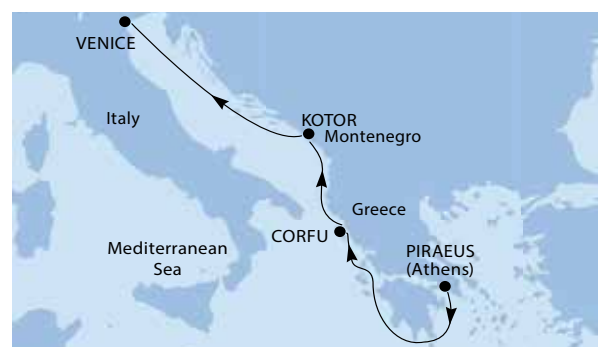 VENICE
Italy
KOTOR
Montenegro
Greece
CORFU
PIRAEUS
(Athens)
Mediterranean
Sea